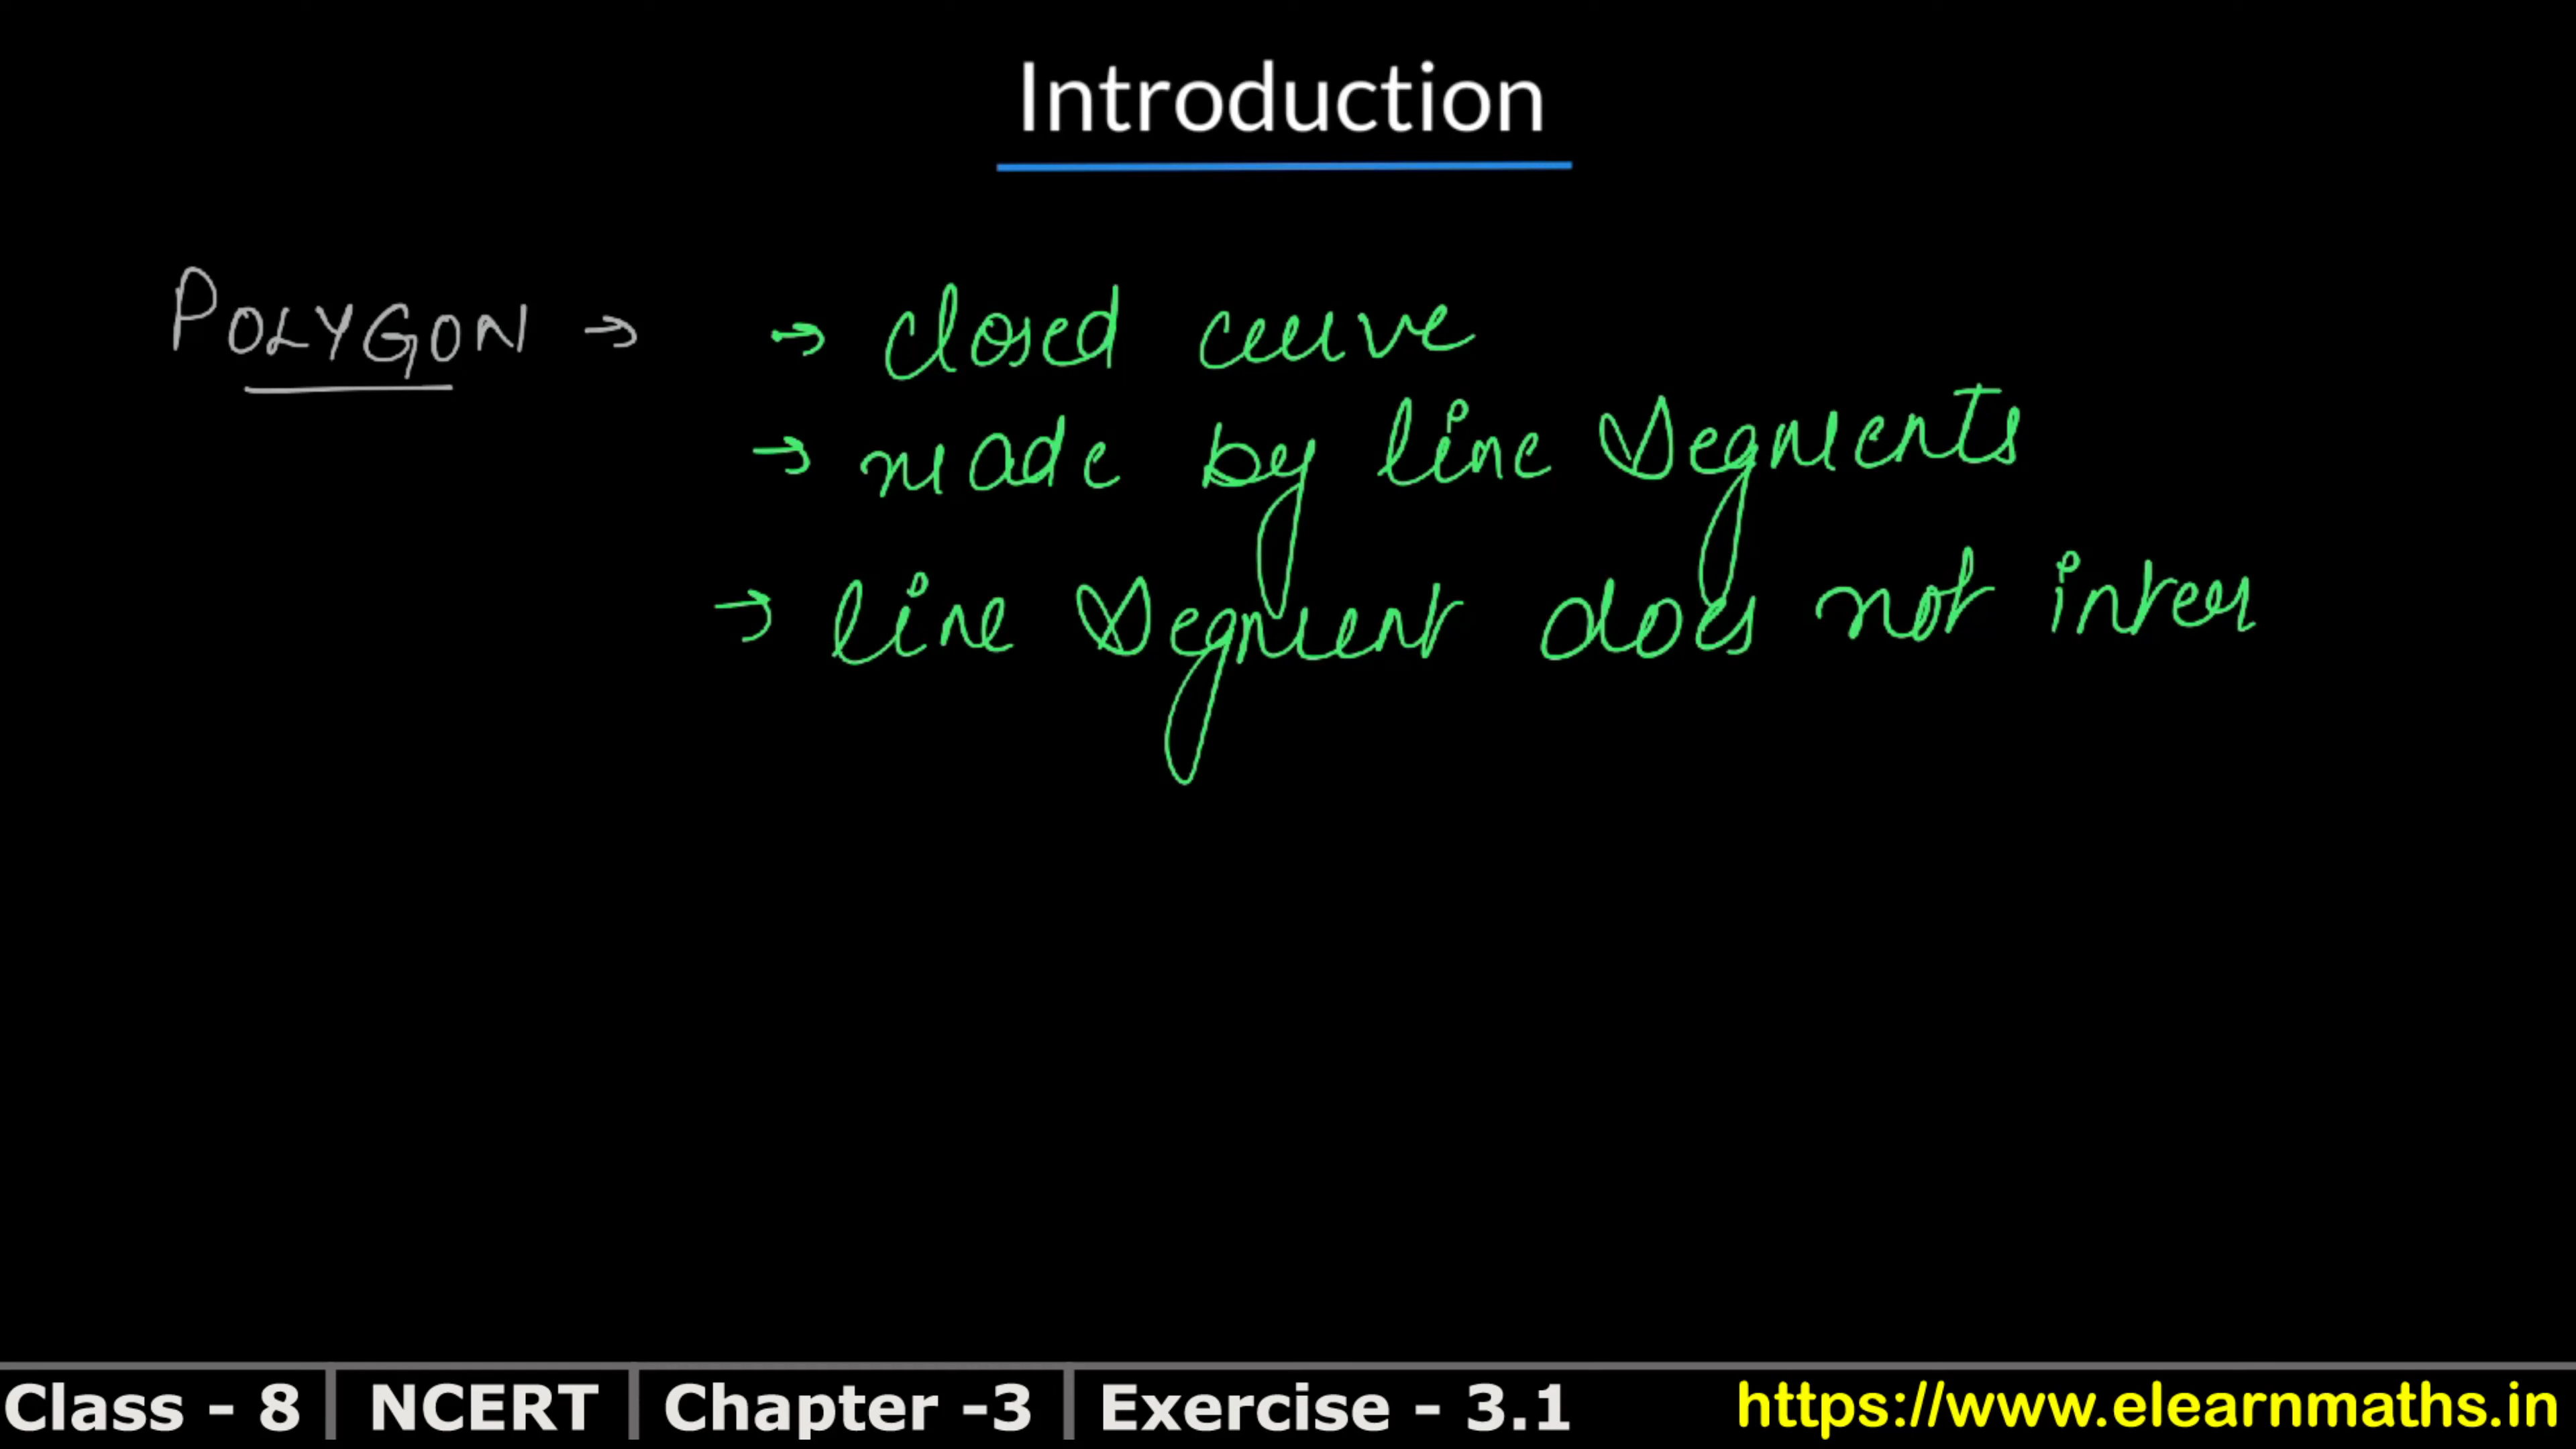 Introduction
POLYGON → → closed curve
→ made by line segments
→ line segment does not inters
Class - 8 | NCERT | Chapter -3 | Exercise - 3.1 https://www.elearnmaths.in